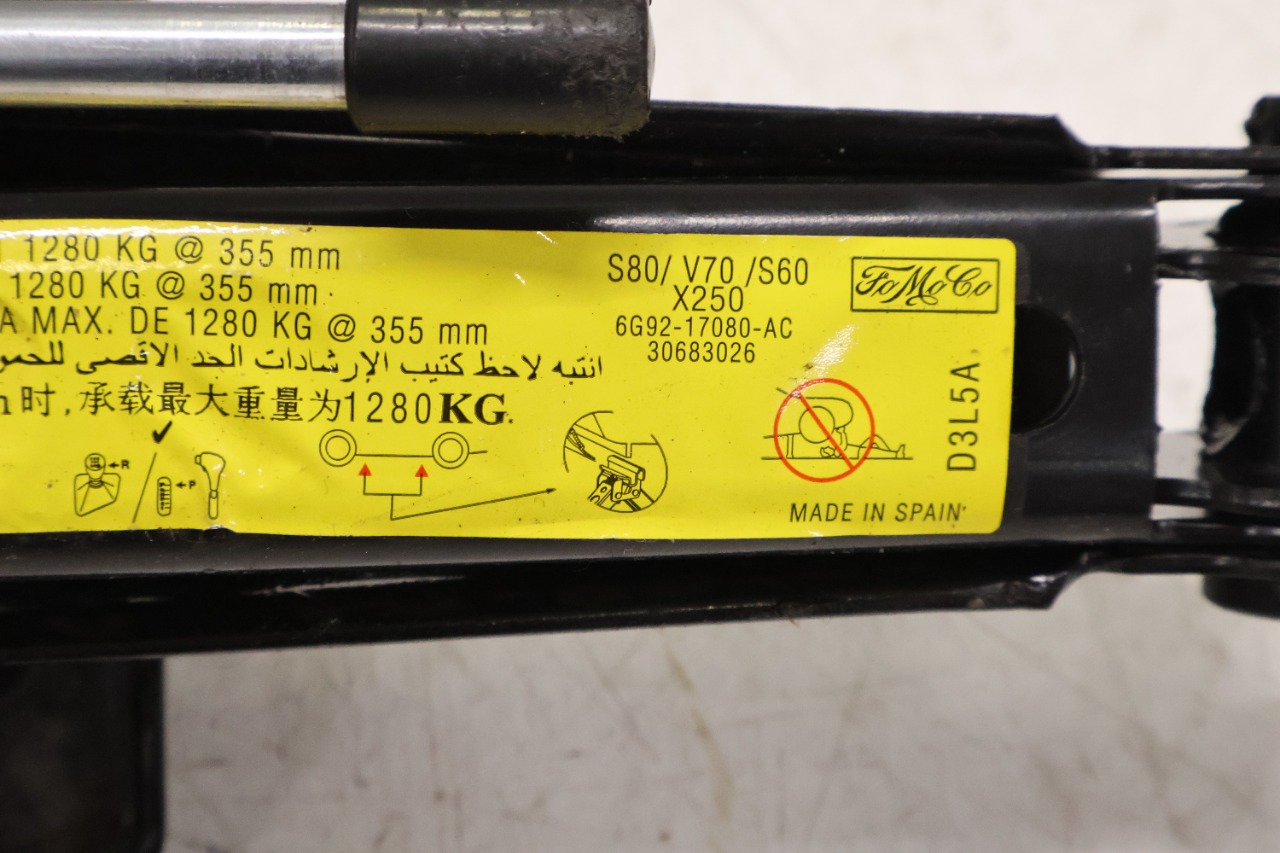 1280 KG @ 355 mm
1280 KG @ 355 mm
A MAX. DE 1280 KG @ 355 mm
انتبه لاحظ كتيب الإرشادات الحد الاقصى للحمو
时，承载最大重量为1280KG.
R
P
S80/ V70 /S60
X250
6G92-17080-AC
30683026
FoMoCo
D3L5A
MADE IN SPAIN